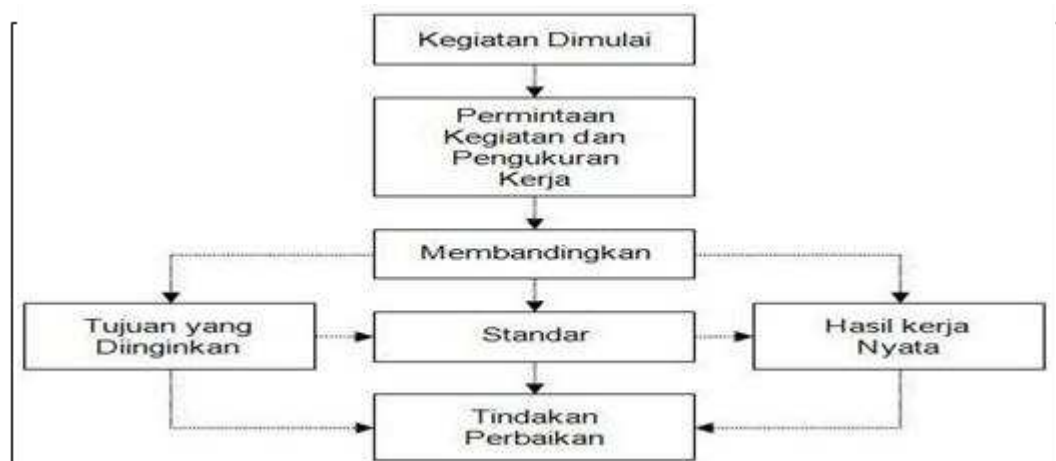 Kegiatan Dimulai
Permintaan
Kegiatan dan
Pengukuran
Kerja
Membandingkan
Tujuan yang
Diinginkan
Standar
Hasil kerja
Nyata
Tindakan
Perbaikan